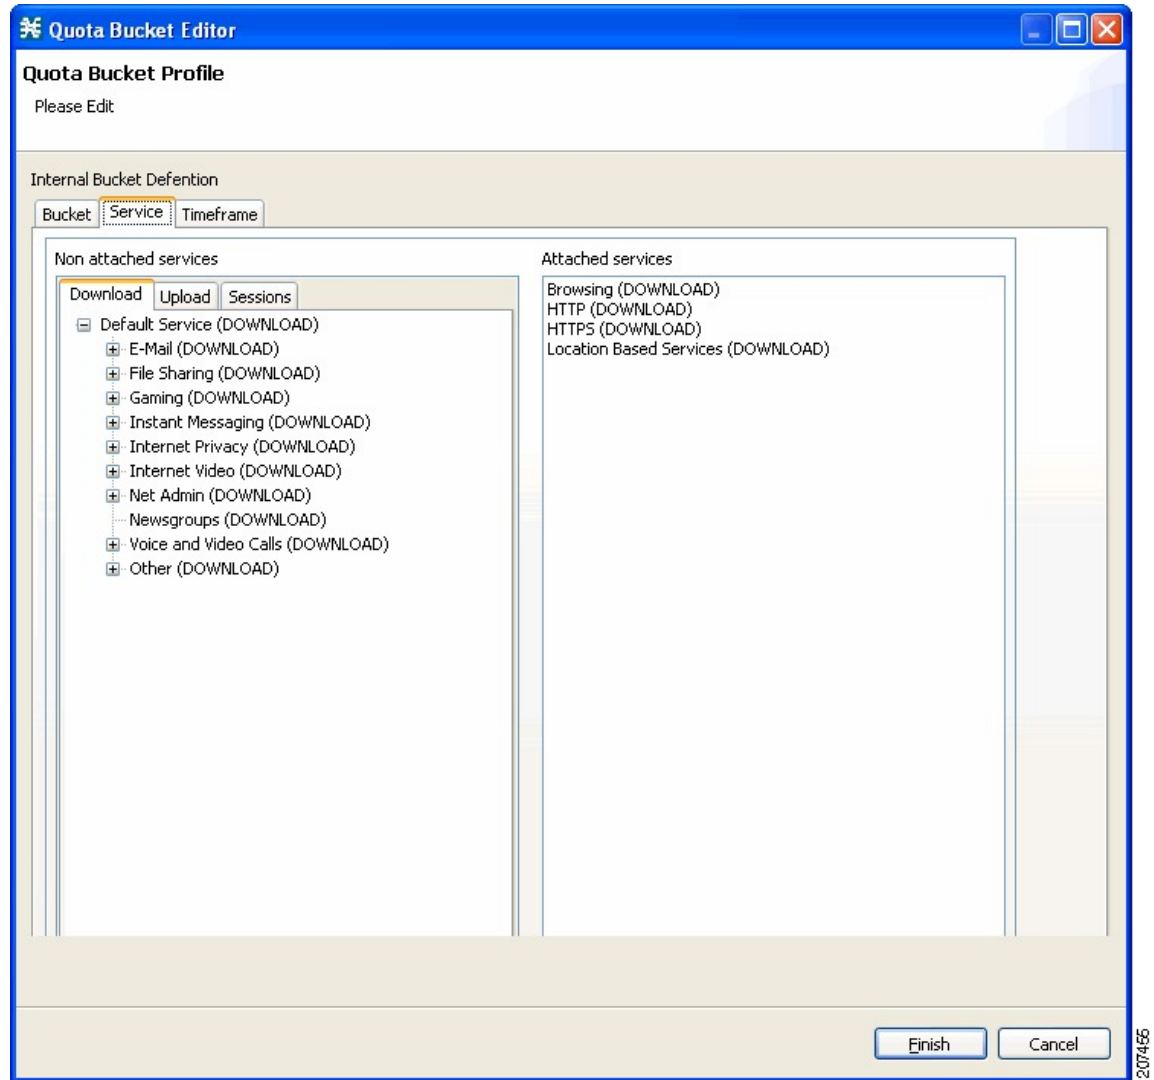 Quota Bucket Editor
Quota Bucket Profile
Please Edit
Internal Bucket Defention
Bucket Service Timeframe
Non attached services
Download Upload Sessions
Default Service (DOWNLOAD)
E-Mail (DOWNLOAD)
File Sharing (DOWNLOAD)
Gaming (DOWNLOAD)
Instant Messaging (DOWNLOAD)
Internet Privacy (DOWNLOAD)
Internet Video (DOWNLOAD)
Net Admin (DOWNLOAD)
Newsgroups (DOWNLOAD)
Voice and Video Calls (DOWNLOAD)
Other (DOWNLOAD)
Attached services
Browsing (DOWNLOAD)
HTTP (DOWNLOAD)
HTTPS (DOWNLOAD)
Location Based Services (DOWNLOAD)
Finish Cancel
207455